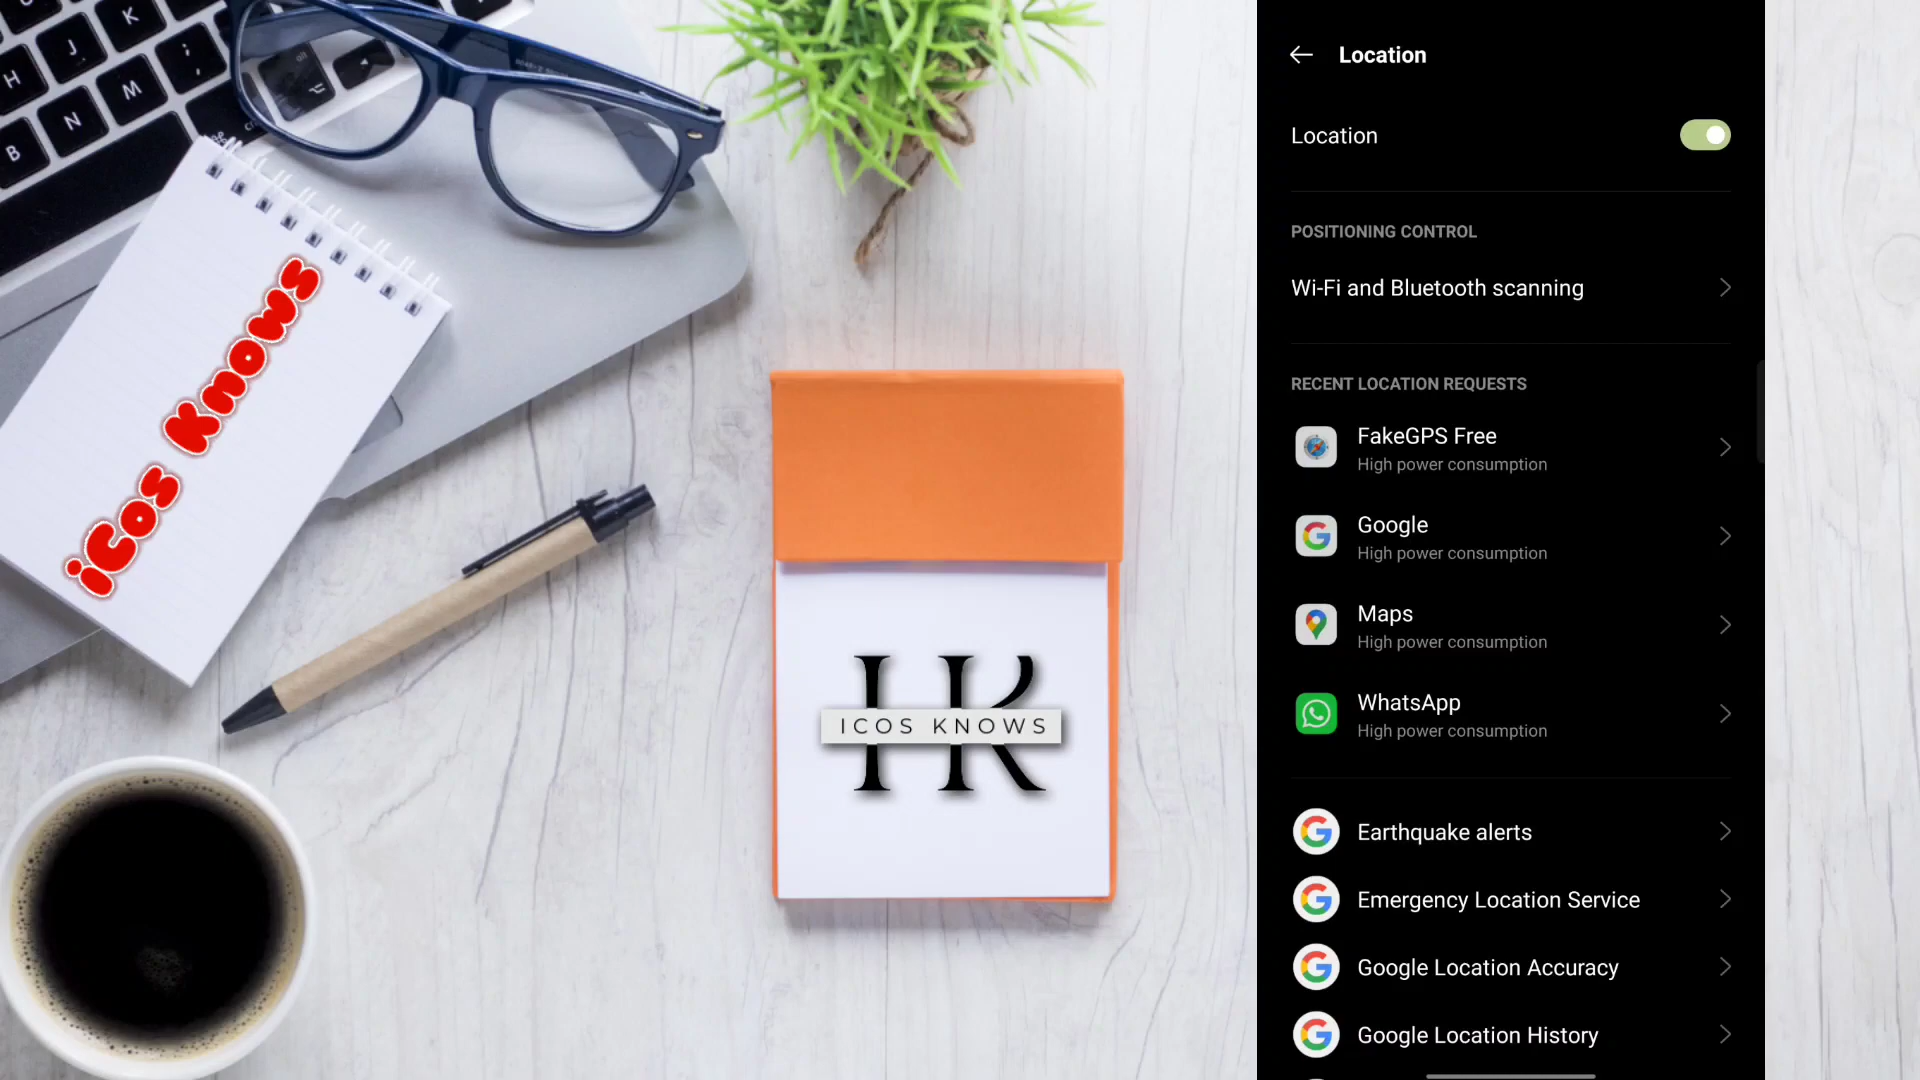 K
J
H
;
M
N
B
alt
⌥
⌘
iCos Knows
HK
ICOS KNOWS
Location
Location
POSITIONING CONTROL
Wi-Fi and Bluetooth scanning
RECENT LOCATION REQUESTS
FakeGPS Free
High power consumption
Google
High power consumption
Maps
High power consumption
WhatsApp
High power consumption
Earthquake alerts
Emergency Location Service
Google Location Accuracy
Google Location History